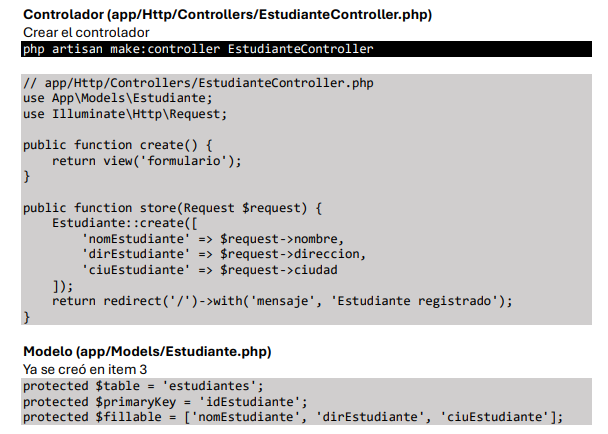 Controlador (app/Http/Controllers/EstudianteController.php)
Crear el controlador
php artisan make:controller EstudianteController
// app/Http/Controllers/EstudianteController.php
use App\Models\Estudiante;
use Illuminate\Http\Request;
public function create() {
    return view('formulario');
}
public function store(Request $request) {
    Estudiante::create([
        'nomEstudiante' => $request->nombre,
        'dirEstudiante' => $request->direccion,
        'ciuEstudiante' => $request->ciudad
    ]);
    return redirect('/')->with('mensaje', 'Estudiante registrado');
}
Modelo (app/Models/Estudiante.php)
Ya se creó en item 3
protected $table = 'estudiantes';
protected $primaryKey = 'idEstudiante';
protected $fillable = ['nomEstudiante', 'dirEstudiante', 'ciuEstudiante'];